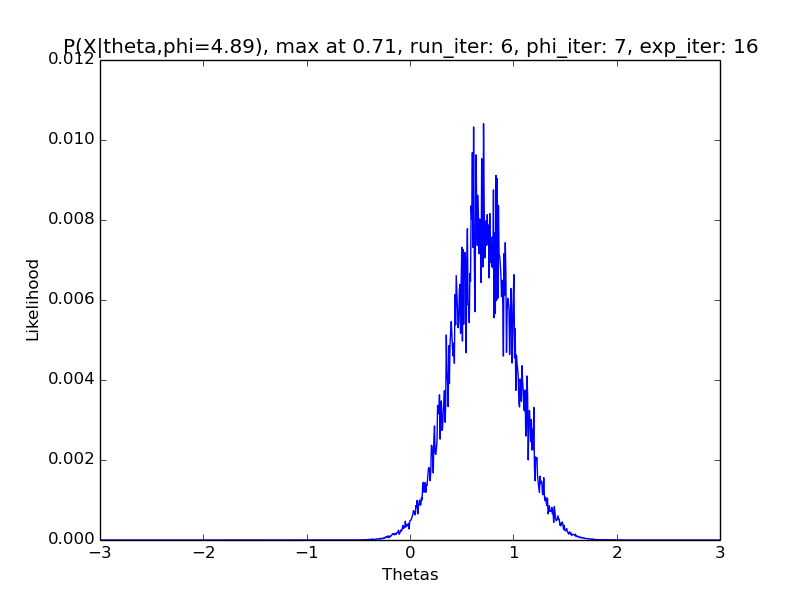 P(X|theta,phi=4.89), max at 0.71, run_iter: 6, phi_iter: 7, exp_iter: 16
0.012
0.010
0.008
0.006
0.004
0.002
0.000
Likelihood
−3 −2 −1 0 1 2 3
Thetas